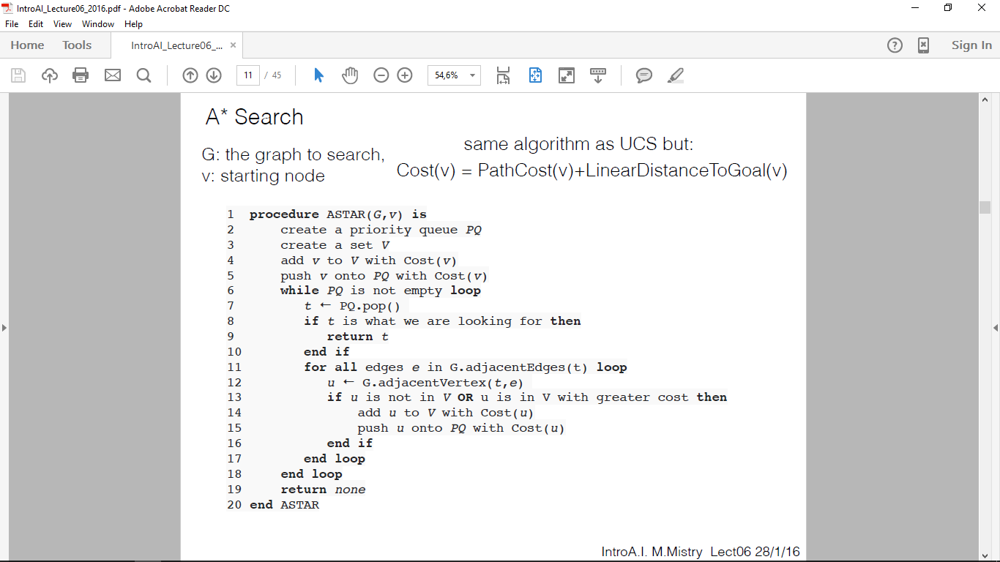 IntroAI_Lecture06_2016.pdf - Adobe Acrobat Reader DC
File Edit View Window Help
Home Tools IntroAI_Lecture06_... × Sign In
11 / 45 54,6%
A* Search
same algorithm as UCS but:
G: the graph to search,
Cost(v) = PathCost(v)+LinearDistanceToGoal(v)
v: starting node
1 procedure ASTAR(G,v) is
2 create a priority queue PQ
3 create a set V
4 add v to V with Cost(v)
5 push v onto PQ with Cost(v)
6 while PQ is not empty loop
7 t ← PQ.pop()
8 if t is what we are looking for then
9 return t
10 end if
11 for all edges e in G.adjacentEdges(t) loop
12 u ← G.adjacentVertex(t,e)
13 if u is not in V OR u is in V with greater cost then
14 add u to V with Cost(u)
15 push u onto PQ with Cost(u)
16 end if
17 end loop
18 end loop
19 return none
20 end ASTAR
IntroA.I. M.Mistry Lect06 28/1/16